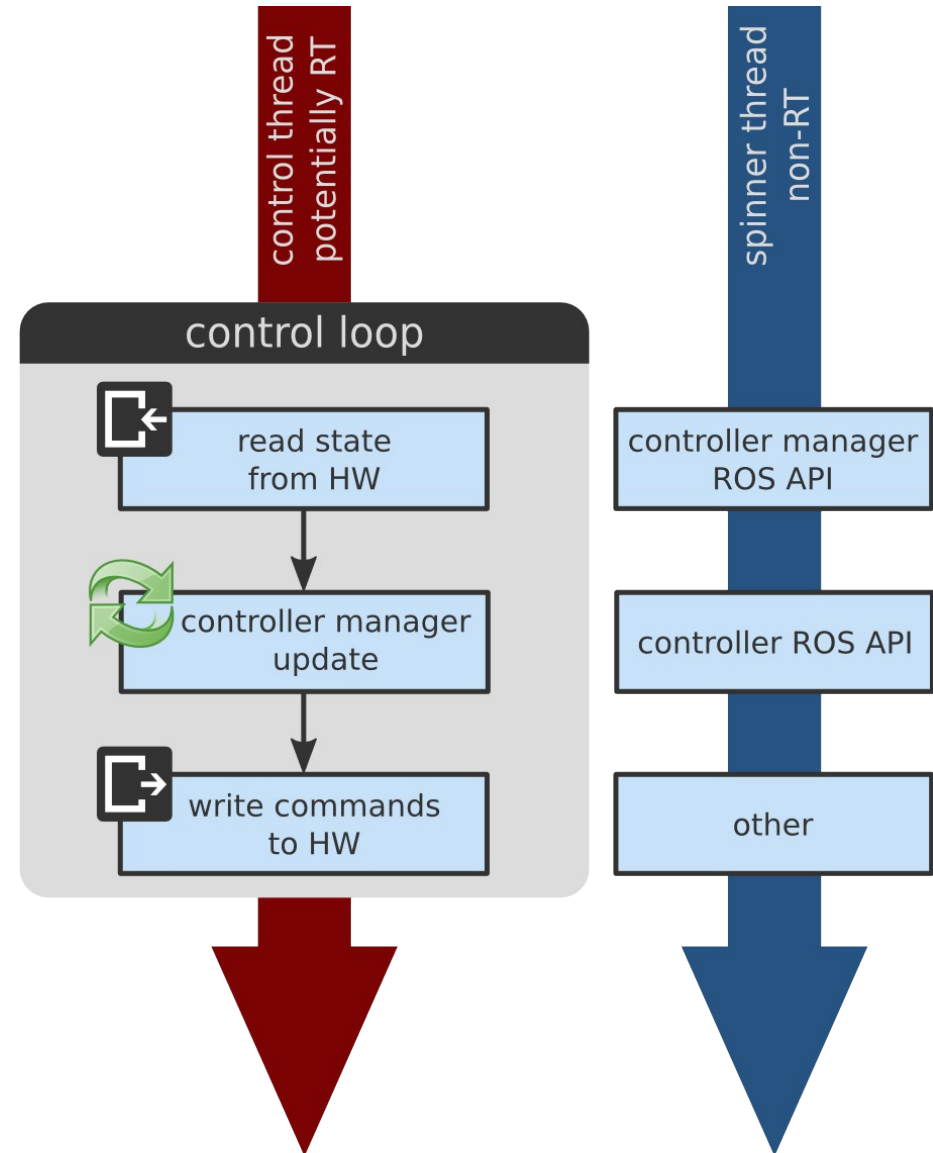 control thread
potentially RT
spinner thread
non-RT
control loop
read state
from HW
controller manager
update
write commands
to HW
controller manager
ROS API
controller ROS API
other